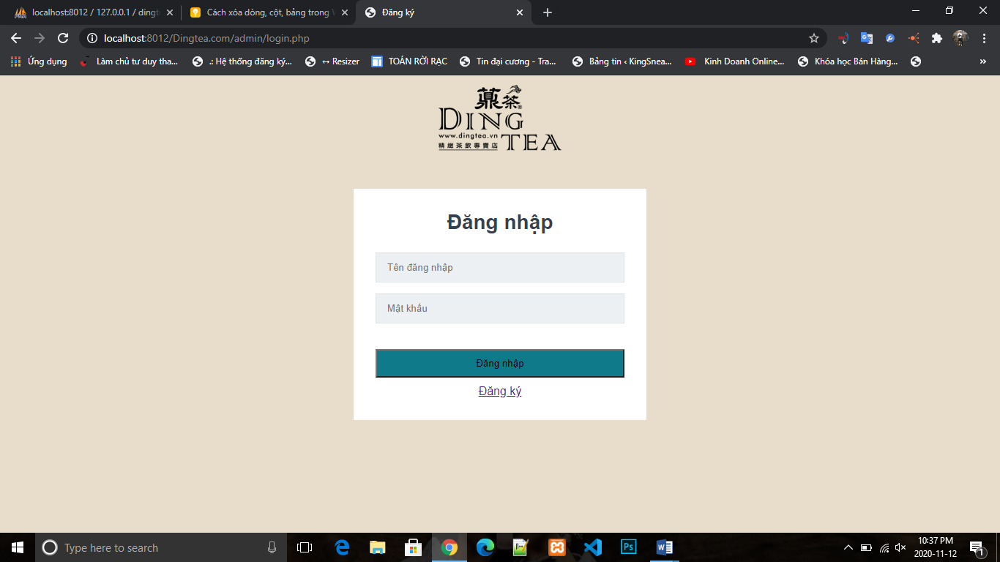 localhost:8012 / 127.0.0.1 / dingt
Cách xóa dòng, cột, bảng trong
Đăng ký
localhost:8012/Dingtea.com/admin/login.php
Ứng dụng
Làm chủ tư duy tha...
.: Hệ thống đăng ký...
↔ Resizer
TOÁN RỜI RẠC
Tin đại cương - Tra...
Bảng tin ‹ KingSnea...
Kinh Doanh Online...
Khóa học Bán Hàng...
»
茶
®
DING
www.dingtea.vn
TEA
精緻茶飲專賣店
Đăng nhập
Tên đăng nhập
Mật khẩu
Đăng nhập
Đăng ký
Type here to search
Ps
10:37 PM
2020-11-12
1